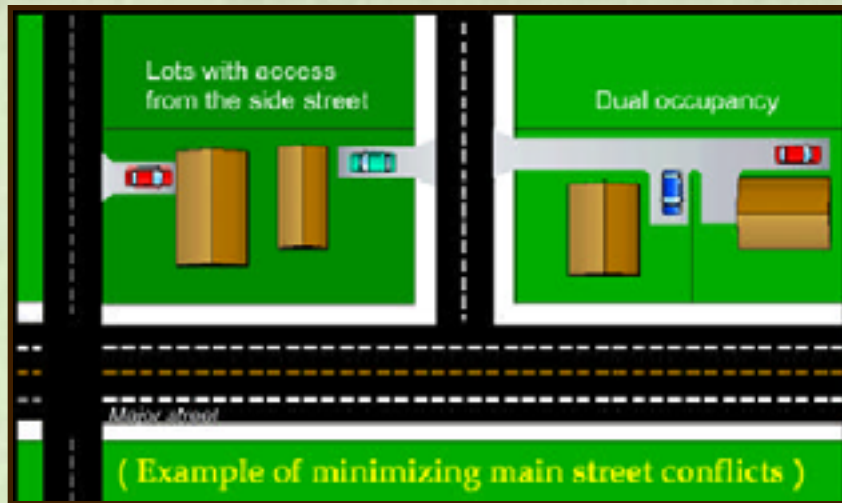 Lots with access
from the side street
Dual occupancy
Major street
( Example of minimizing main street conflicts )